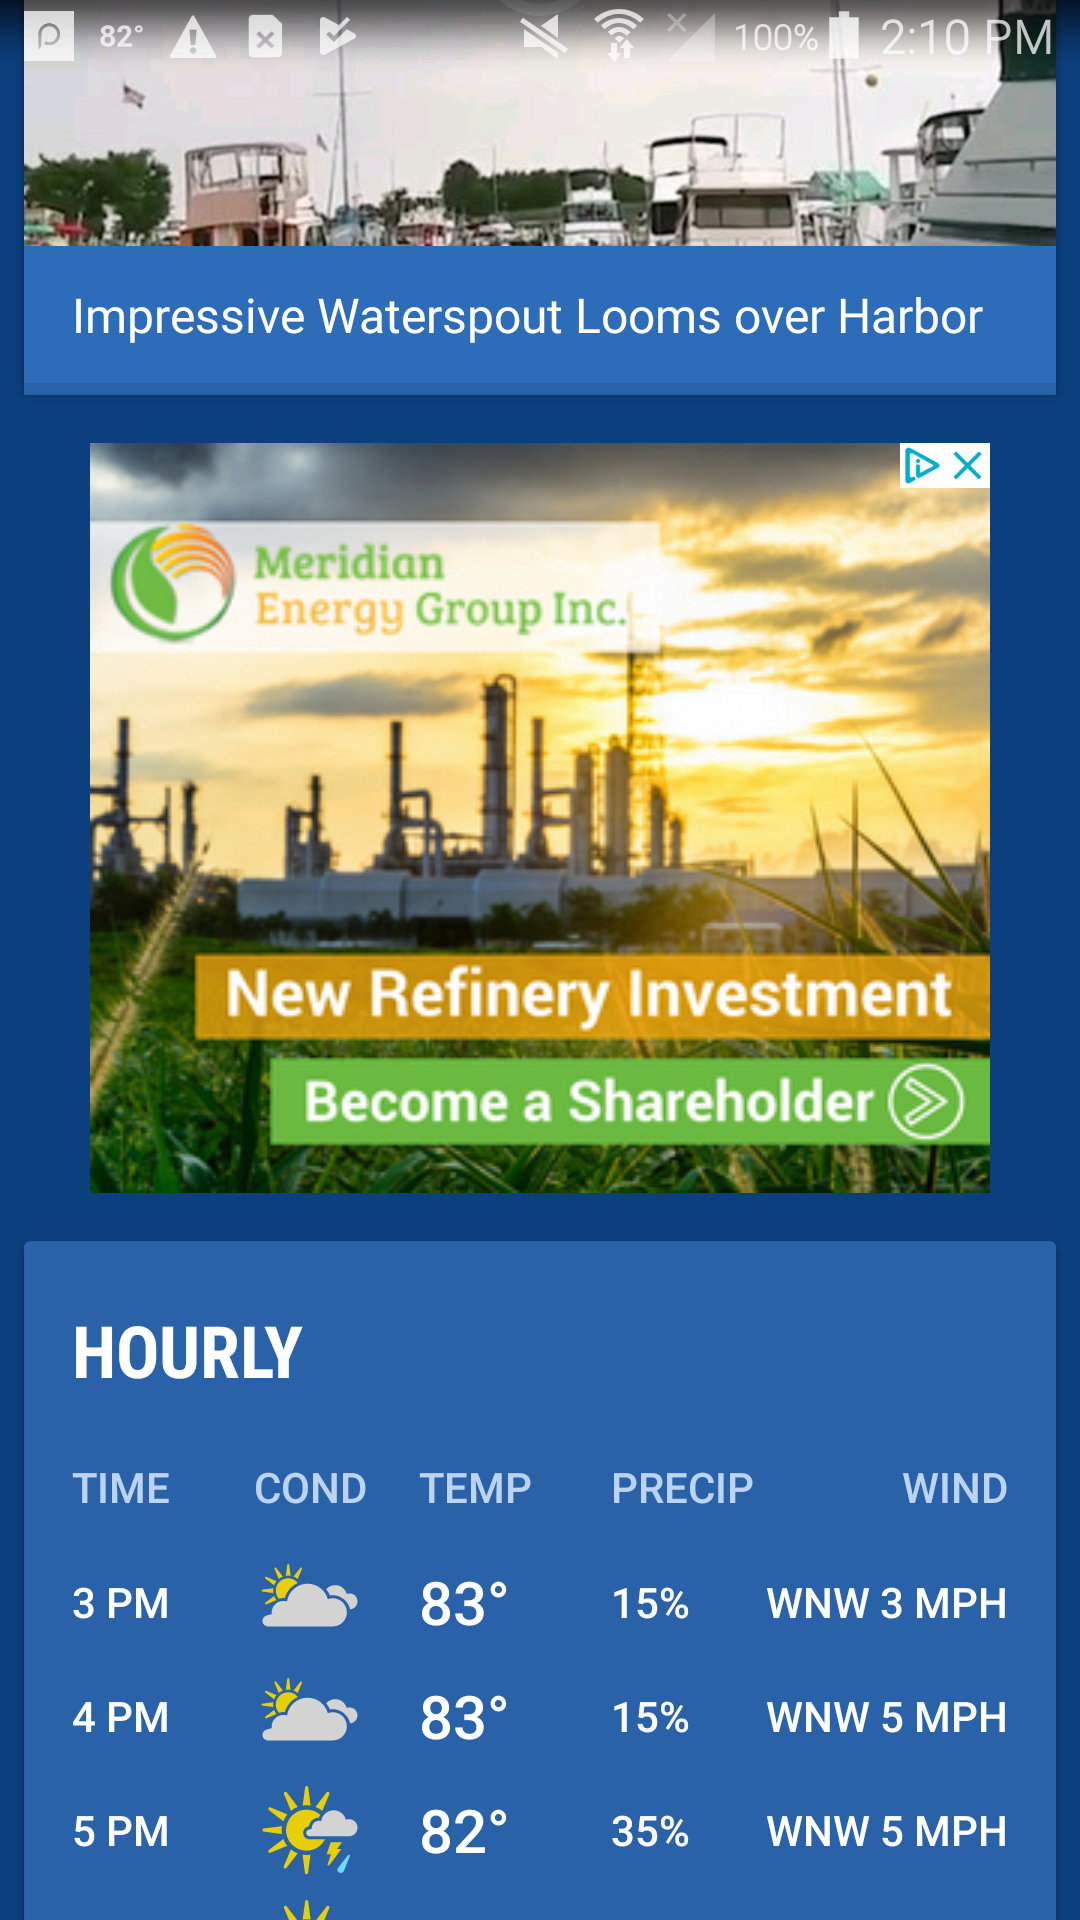 82° 100% 2:10 PM
Impressive Waterspout Looms over Harbor
Meridian
Energy Group Inc.
New Refinery Investment
Become a Shareholder
HOURLY
TIME COND TEMP PRECIP WIND
3 PM 83° 15% WNW 3 MPH
4 PM 83° 15% WNW 5 MPH
5 PM 82° 35% WNW 5 MPH